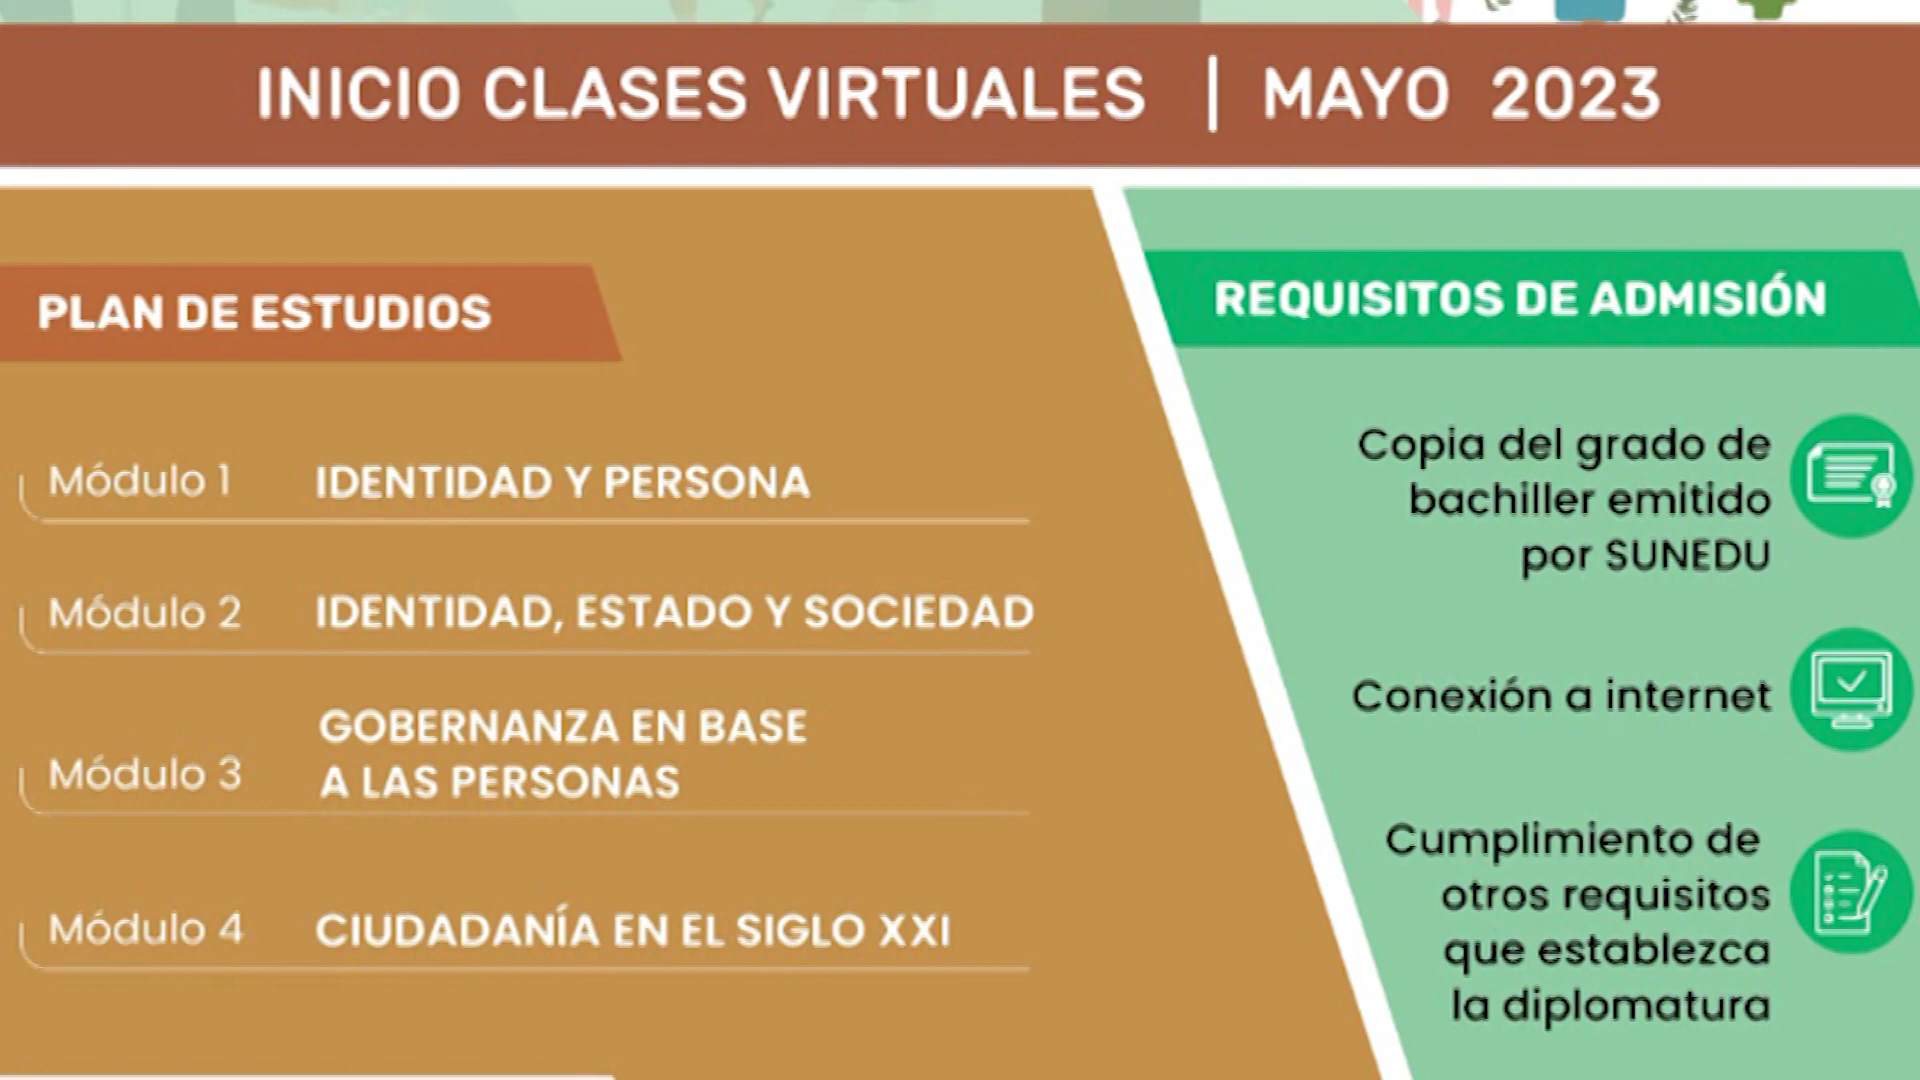 INICIO CLASES VIRTUALES | MAYO 2023
PLAN DE ESTUDIOS
Módulo 1 IDENTIDAD Y PERSONA
Módulo 2 IDENTIDAD, ESTADO Y SOCIEDAD
GOBERNANZA EN BASE
Módulo 3 A LAS PERSONAS
Módulo 4 CIUDADANÍA EN EL SIGLO XXI
REQUISITOS DE ADMISIÓN
Copia del grado de
bachiller emitido
por SUNEDU
Conexión a internet
Cumplimiento de
otros requisitos
que establezca
la diplomatura